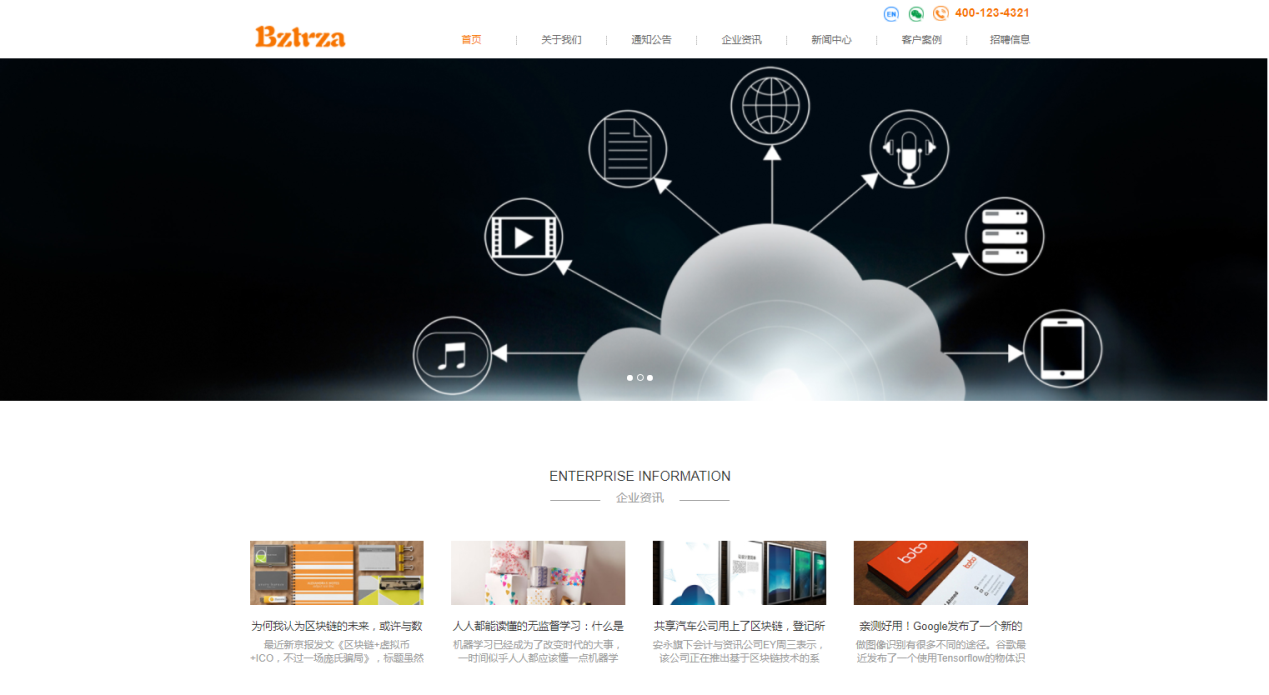 EN 400-123-4321
Bzhrza
首页 关于我们 通知公告 企业资讯 新闻中心 客户案例 招聘信息
ENTERPRISE INFORMATION
企业资讯
bobo
为何我认为区块链的未来，或许与数
最近新京报发文《区块链+虚拟币
+ICO，不过一场庞氏骗局》，标题虽然
人人都能读懂的无监督学习：什么是
机器学习已经成为了改变时代的大事，
一时间似乎人人都应该懂一点机器学
共享汽车公司用上了区块链，登记所
安永旗下会计与资讯公司EY周三表示，
该公司正在推出基于区块链技术的系
亲测好用！Google发布了一个新的
做图像识别有很多不同的途径。谷歌最
近发布了一个使用Tensorflow的物体识